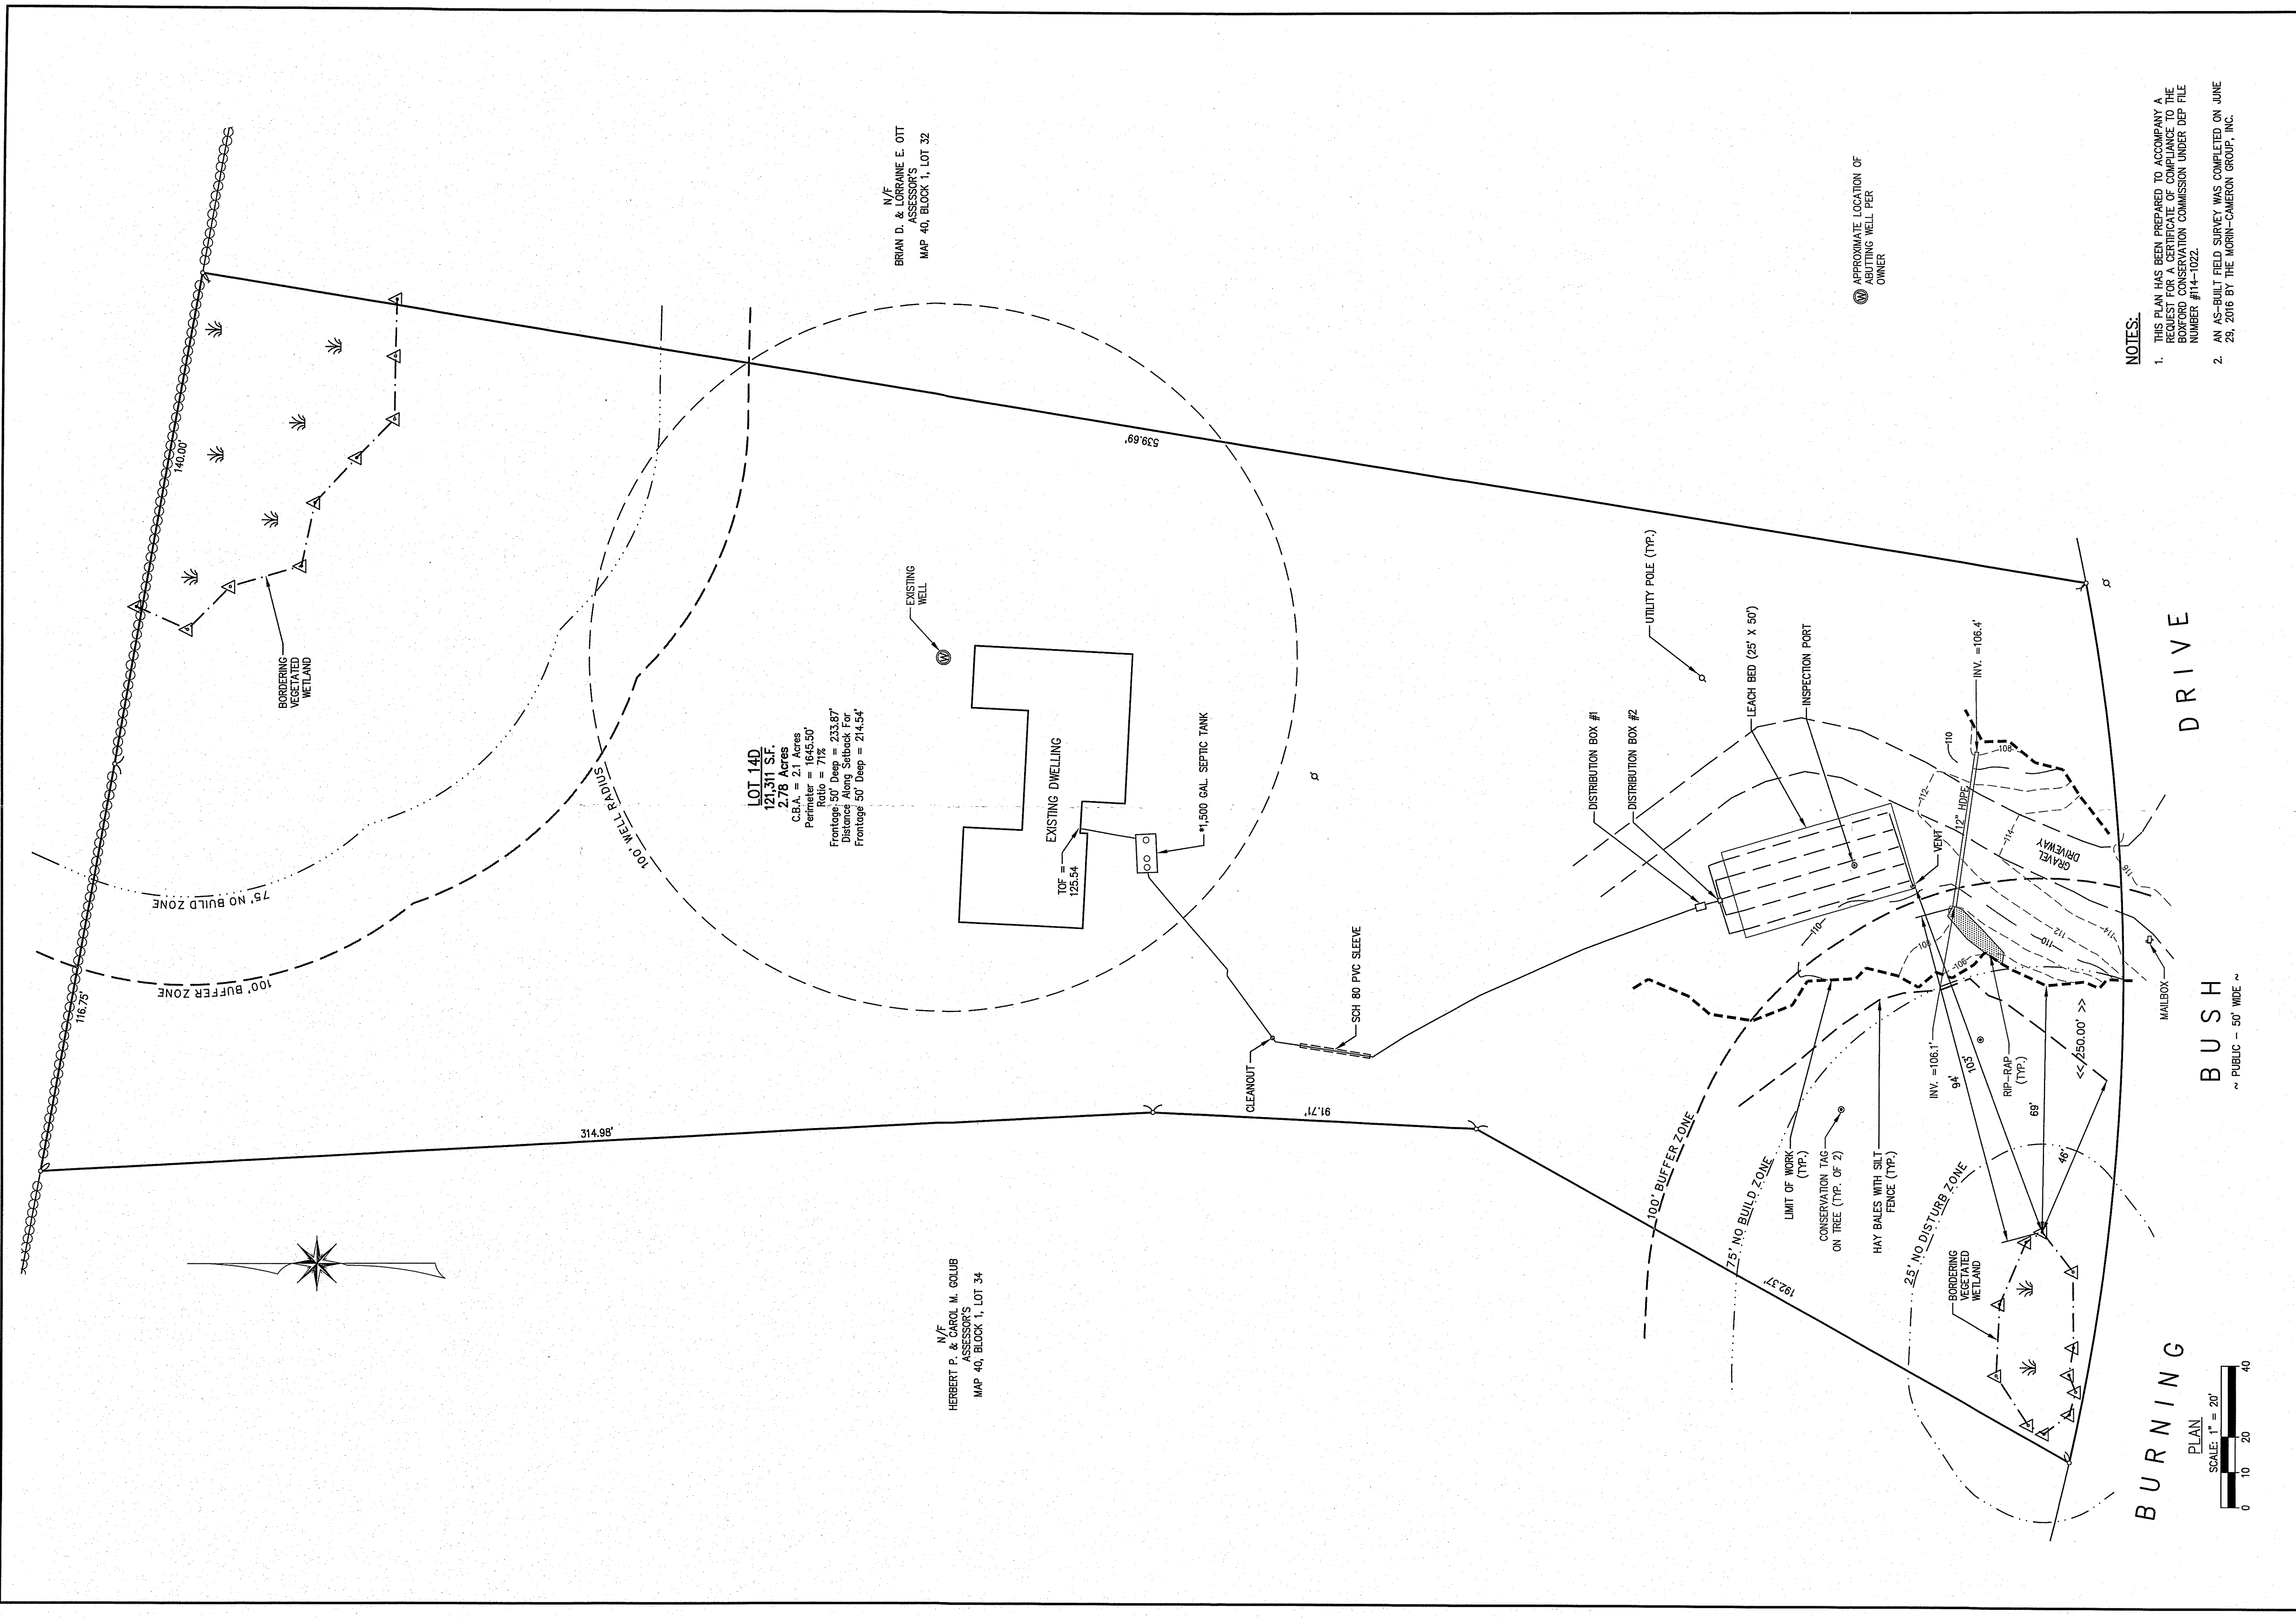 140.00'
116.75'
539.69'
314.98'
91.71'
192.37'
<<250.00' >>
BORDERING
VEGETATED
WETLAND
75' NO BUILD ZONE
100' BUFFER ZONE
100' WELL RADIUS
N/F
BRIAN D. & LORRAINE E. OTT
ASSESSOR'S
MAP 40, BLOCK 1, LOT 32
N/F
HERBERT P. & CAROL M. GOLUB
ASSESSOR'S
MAP 40, BLOCK 1, LOT 34
LOT 14D
121,311 S.F.
2.78 Acres
C.B.A. = 2.1 Acres
Perimeter = 1645.50'
Ratio = 71%
Frontage 50' Deep = 233.87'
Distance Along Setback For
Frontage 50' Deep = 214.54'
W
EXISTING
WELL
EXISTING DWELLING
TOF =
125.54
*1,500 GAL. SEPTIC TANK
CLEANOUT
SCH 80 PVC SLEEVE
UTILITY POLE (TYP.)
DISTRIBUTION BOX #1
DISTRIBUTION BOX #2
LEACH BED (25' X 50')
INSPECTION PORT
INV. =106.4'
VENT
12" HDPE
GRAVEL
DRIVEWAY
110
108
112
114
116
110
108
106
110
112
114
MAILBOX
INV. =106.1'
RIP-RAP
(TYP.)
94'
103'
69'
46'
100' BUFFER ZONE
75' NO BUILD ZONE
25' NO DISTURB ZONE
LIMIT OF WORK
(TYP.)
CONSERVATION TAG
ON TREE (TYP. OF 2)
HAY BALES WITH SILT
FENCE (TYP.)
BORDERING
VEGETATED
WETLAND
W APPROXIMATE LOCATION OF
ABUTTING WELL PER
OWNER
BURNING BUSH DRIVE
~ PUBLIC - 50' WIDE ~
PLAN
SCALE: 1" = 20'
0 10 20 40
NOTES:
1. THIS PLAN HAS BEEN PREPARED TO ACCOMPANY A
REQUEST FOR A CERTIFICATE OF COMPLIANCE TO THE
BOXFORD CONSERVATION COMMISSION UNDER DEP FILE
NUMBER #114-1022.
2. AN AS-BUILT FIELD SURVEY WAS COMPLETED ON JUNE
29, 2016 BY THE MORIN-CAMERON GROUP, INC.